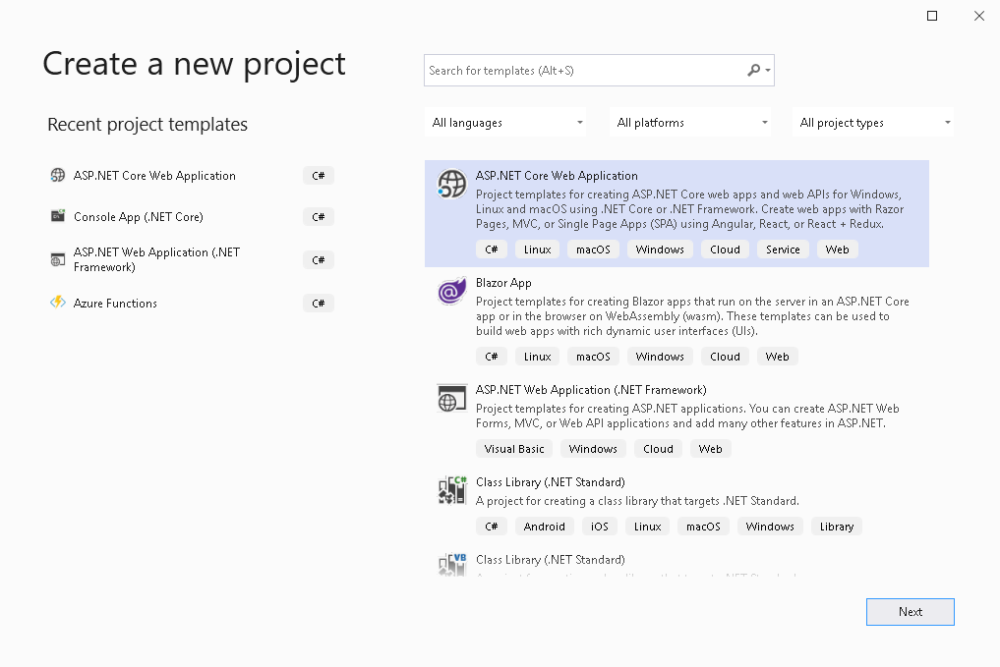 Create a new project
Search for templates (Alt+S)
Recent project templates
All languages
All platforms
All project types
ASP.NET Core Web Application
C#
Console App (.NET Core)
C#
ASP.NET Web Application (.NET
Framework)
C#
Azure Functions
C#
ASP.NET Core Web Application
Project templates for creating ASP.NET Core web apps and web APIs for Windows,
Linux and macOS using .NET Core or .NET Framework. Create web apps with Razor
Pages, MVC, or Single Page Apps (SPA) using Angular, React, or React + Redux.
C# Linux macOS Windows Cloud Service Web
Blazor App
Project templates for creating Blazor apps that run on the server in an ASP.NET Core
app or in the browser on WebAssembly (wasm). These templates can be used to
build web apps with rich dynamic user interfaces (UIs).
C# Linux macOS Windows Cloud Web
ASP.NET Web Application (.NET Framework)
Project templates for creating ASP.NET applications. You can create ASP.NET Web
Forms, MVC, or Web API applications and add many other features in ASP.NET.
Visual Basic Windows Cloud Web
C#
Class Library (.NET Standard)
A project for creating a class library that targets .NET Standard.
C# Android iOS Linux macOS Windows Library
VB
Class Library (.NET Standard)
Next